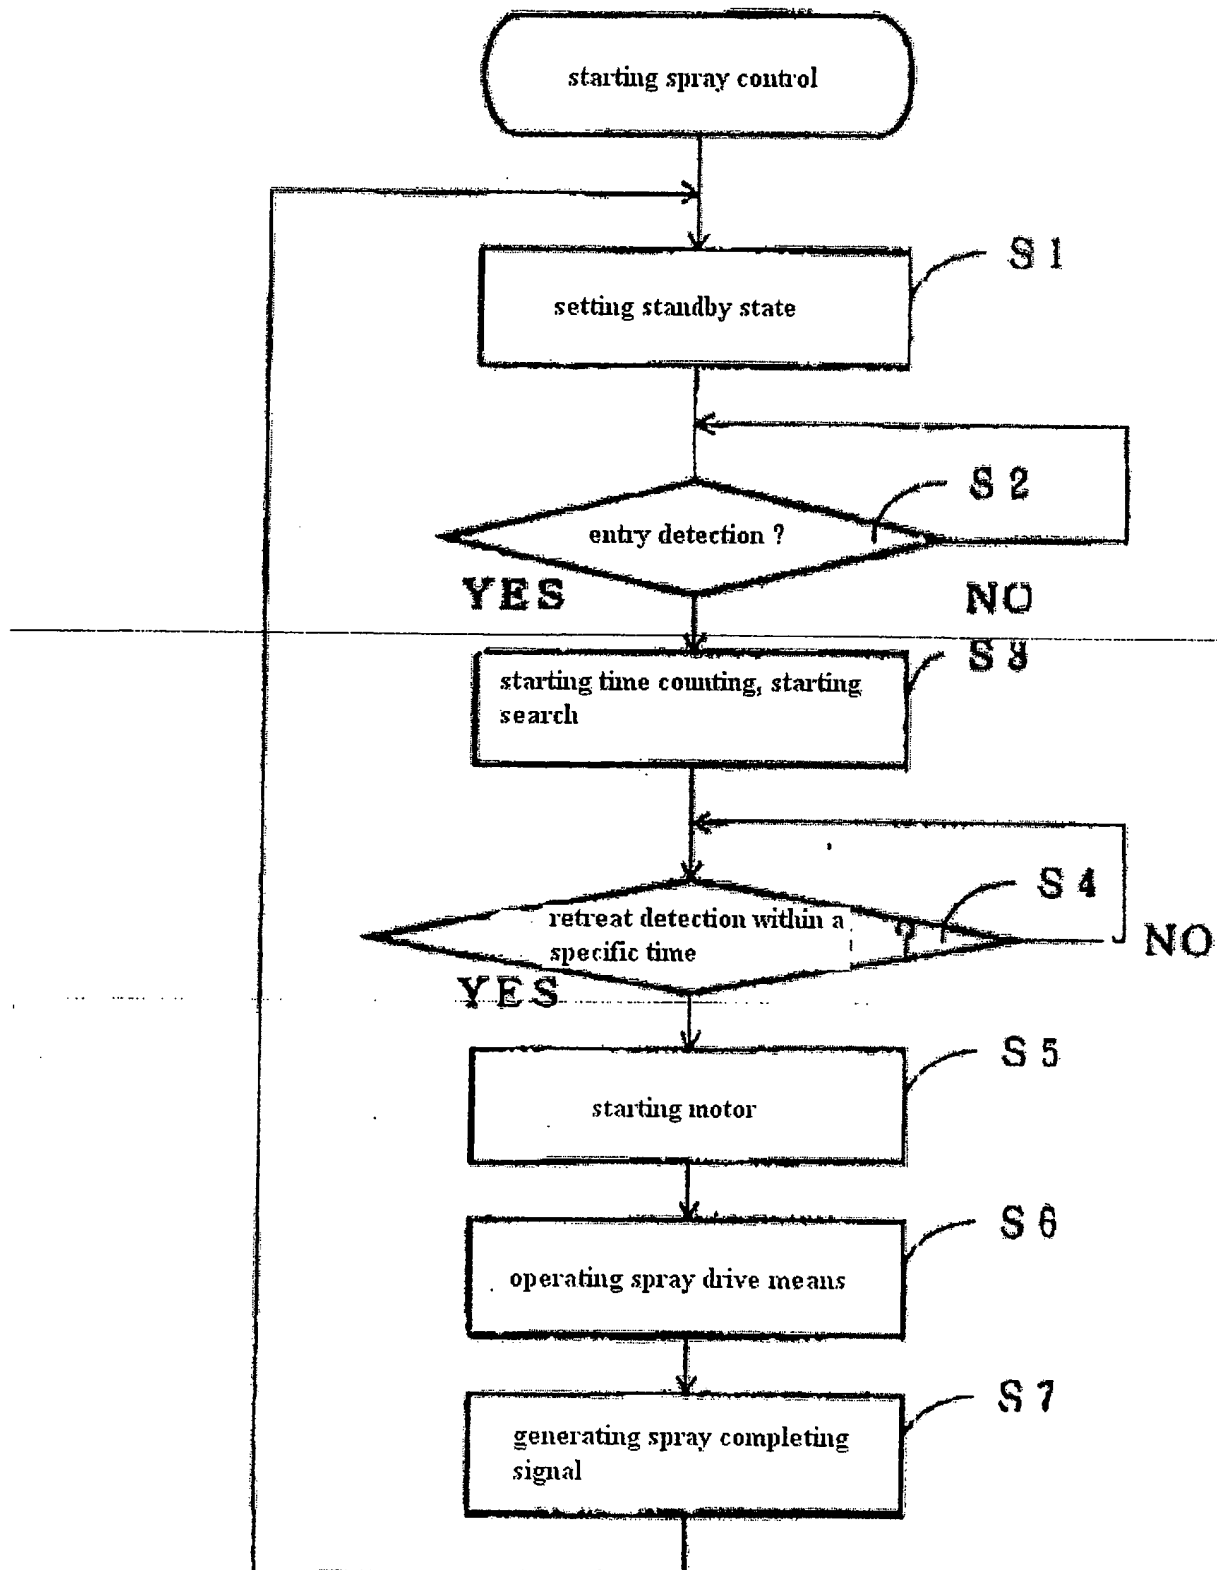 starting spray control
S 1
setting standby state
S 2
entry detection ?
YES
NO
S 3
starting time counting, starting
search
S 4
retreat detection within a
specific time
?
NO
YES
S 5
starting motor
S 6
operating spray drive means
S 7
generating spray completing
signal